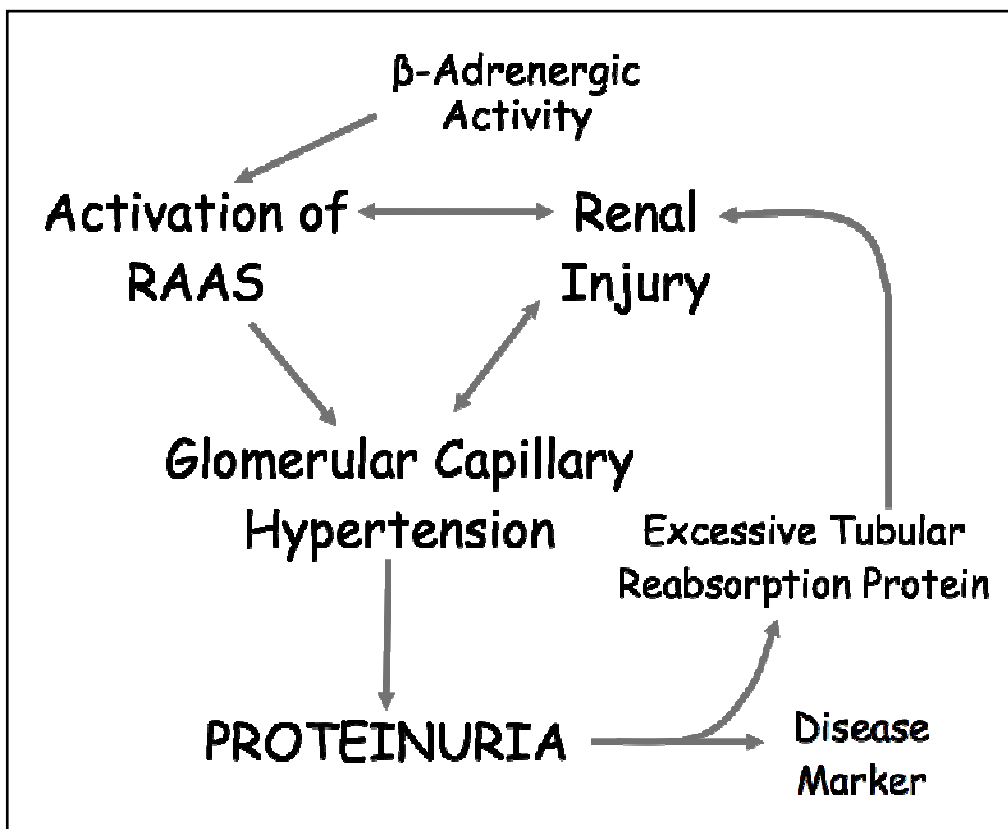 β-Adrenergic
Activity
Activation of
RAAS
Renal
Injury
Glomerular Capillary
Hypertension
Excessive Tubular
Reabsorption Protein
PROTEINURIA
Disease
Marker